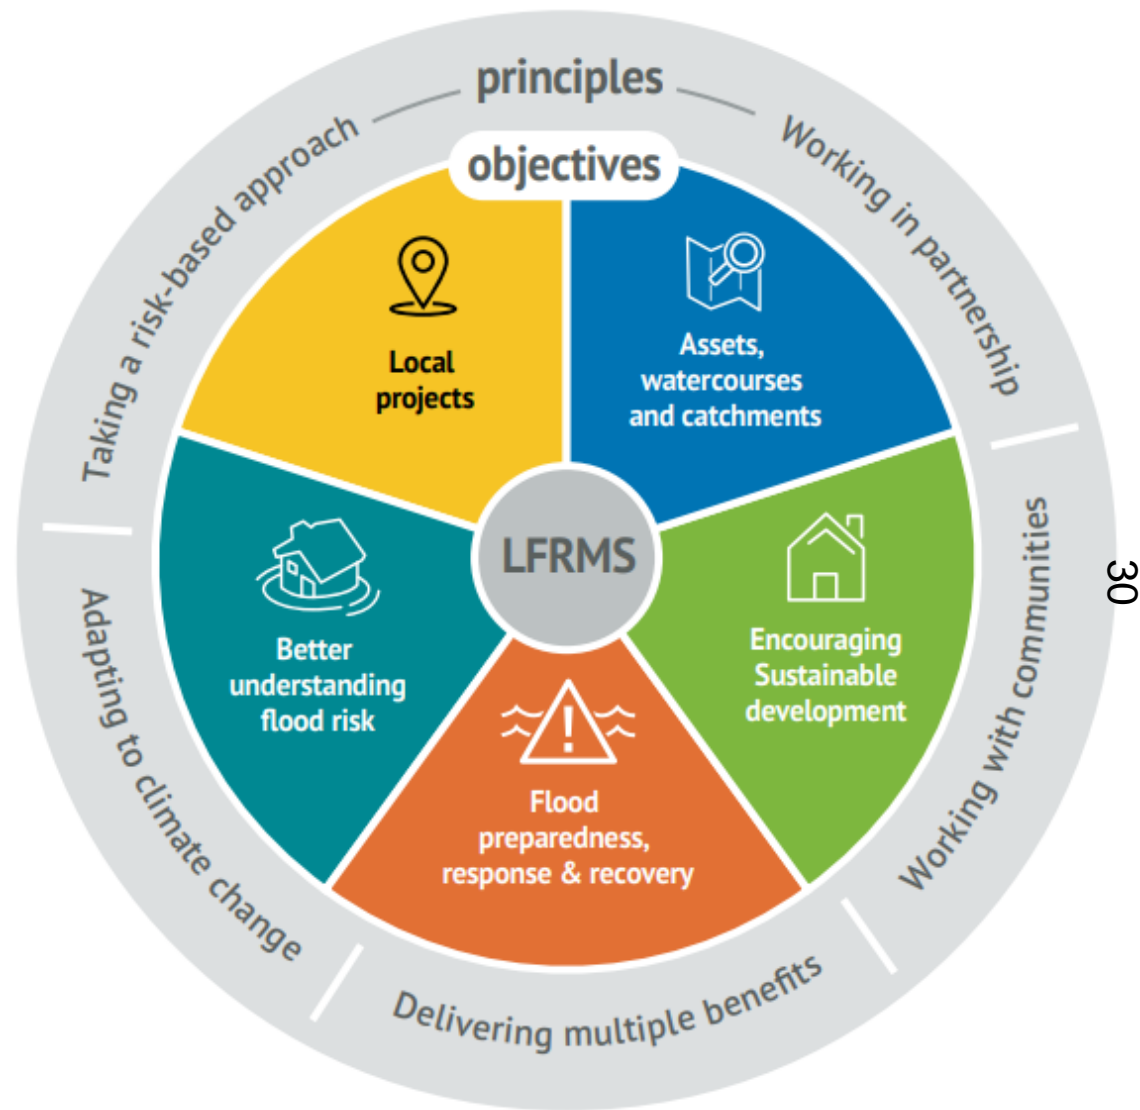 principles
objectives
Taking a risk-based approach
Working in partnership
Working with communities
Delivering multiple benefits
Adapting to climate change
Local
projects
Assets,
watercourses
and catchments
Better
understanding
flood risk
LFRMS
Encouraging
Sustainable
development
Flood
preparedness,
response & recovery
30